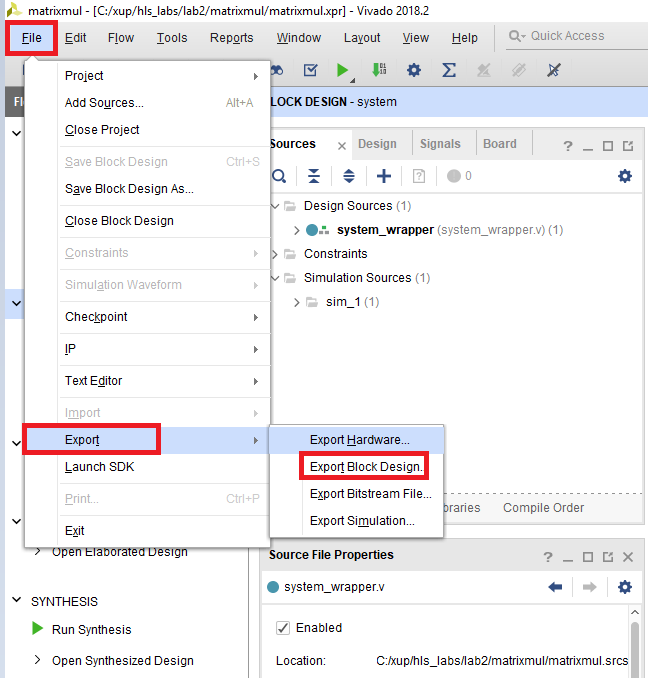 matrixmul - [C:/xup/hls_labs/lab2/matrixmul/matrixmul.xpr] - Vivado 2018.2
File Edit Flow Tools Reports Window Layout View Help Quick Access
LOCK DESIGN - system
Project
Add Sources... Alt+A
Close Project
Save Block Design Ctrl+S
Save Block Design As...
Close Block Design
Constraints
Simulation Waveform
Checkpoint
IP
Text Editor
Import
Export
Launch SDK
Print... Ctrl+P
Exit
Export Hardware...
Export Block Design.
Export Bitstream File...
Export Simulation...
Sources Design Signals Board
0
Design Sources (1)
system_wrapper (system_wrapper.v) (1)
Constraints
Simulation Sources (1)
sim_1 (1)
braries Compile Order
Source File Properties
system_wrapper.v
Enabled
Location: C:/xup/hls_labs/lab2/matrixmul/matrixmul.srcs
Open Elaborated Design
SYNTHESIS
Run Synthesis
Open Synthesized Design